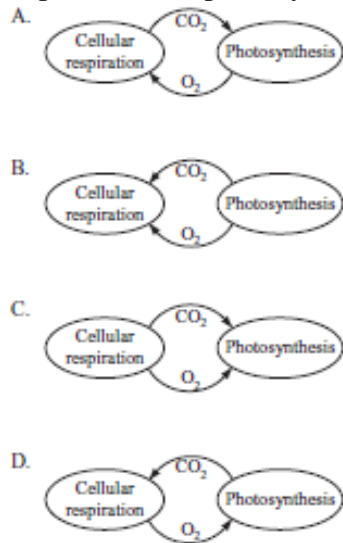 A.
CO₂
Cellular
respiration
Photosynthesis
O₂
B.
CO₂
Cellular
respiration
Photosynthesis
O₂
C.
CO₂
Cellular
respiration
Photosynthesis
O₂
D.
CO₂
Cellular
respiration
Photosynthesis
O₂